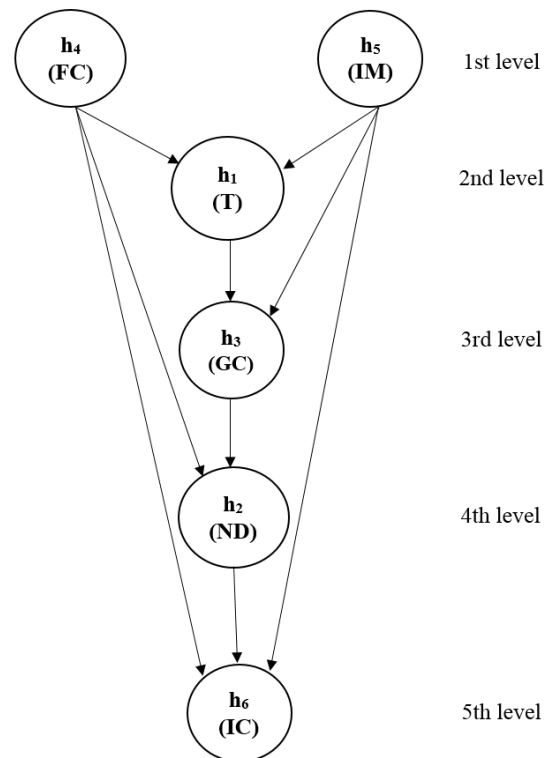 h₄
(FC)
h₅
(IM)
1st level
h₁
(T)
2nd level
h₃
(GC)
3rd level
h₂
(ND)
4th level
h₆
(IC)
5th level